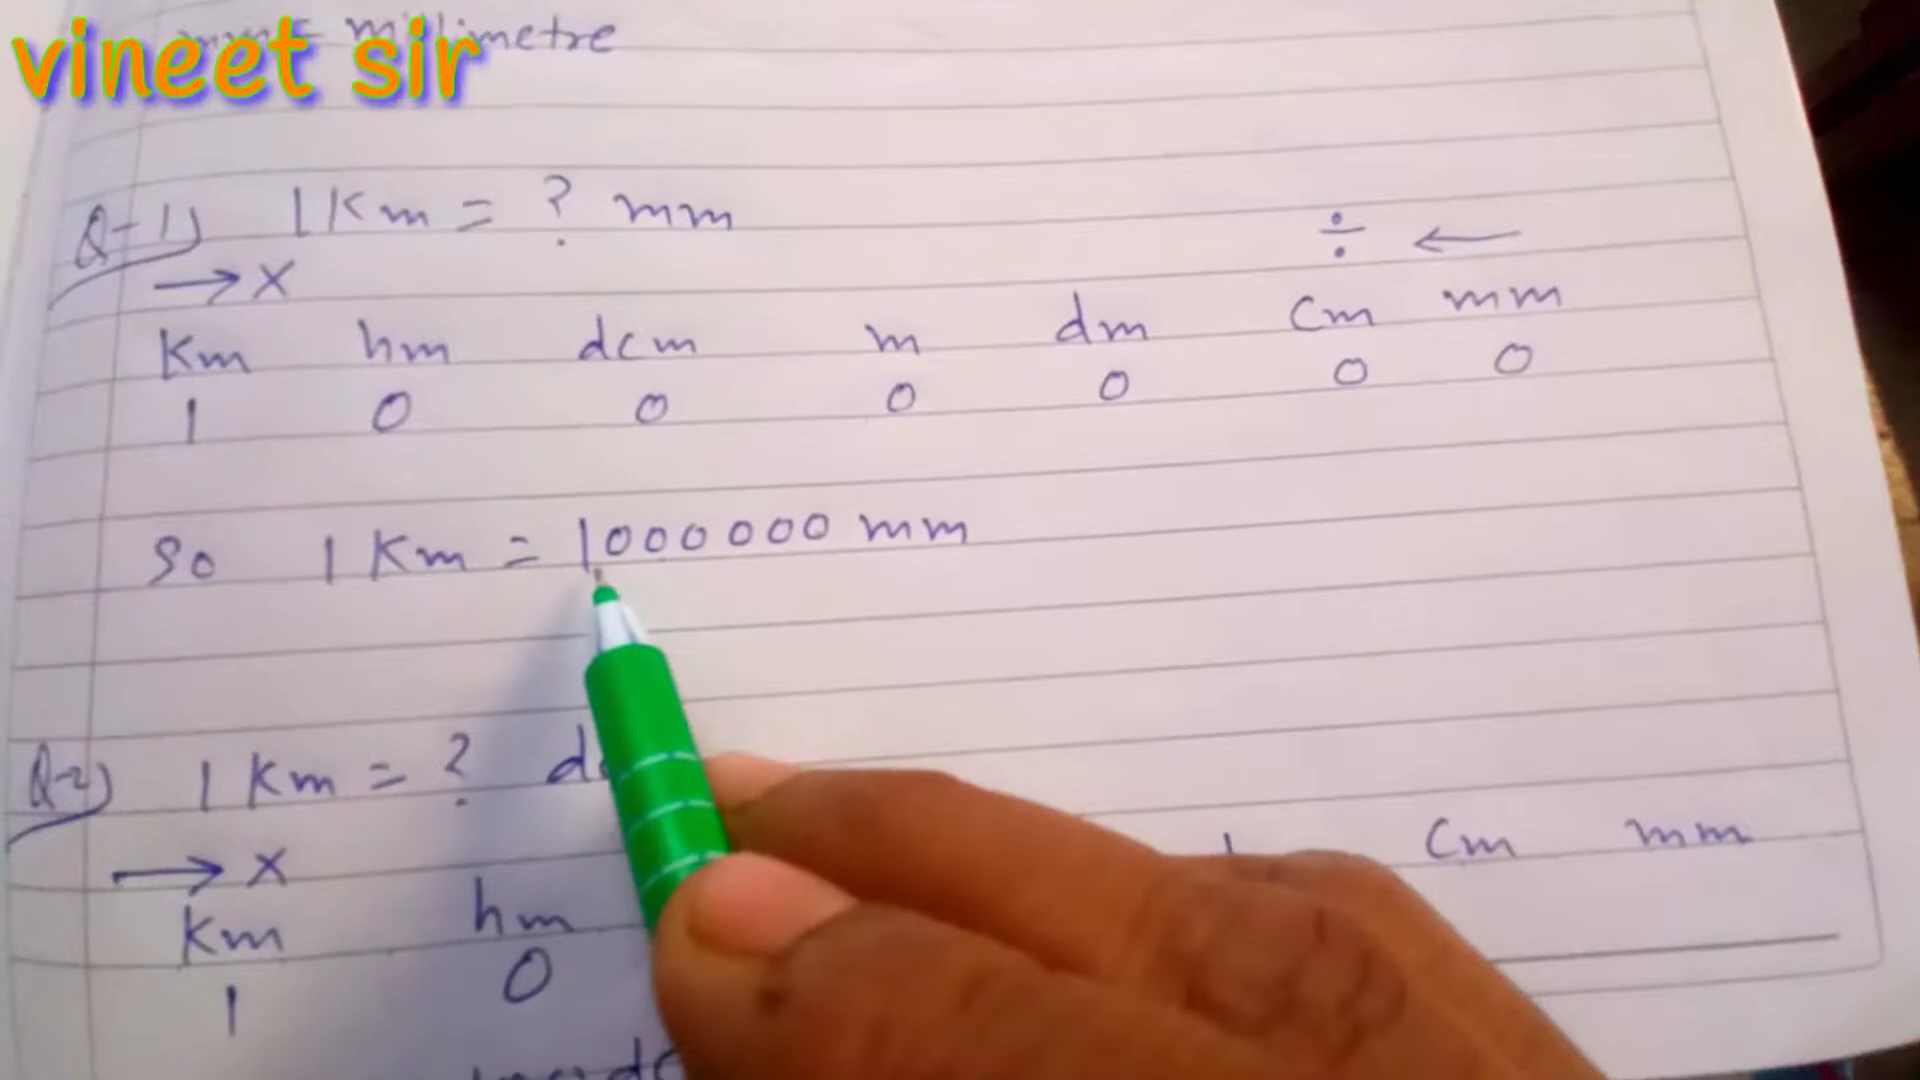 vineet sir
millimetre
Q-1) 1 Km = ? mm
→ x ÷ ←
Km hm dcm m dm cm mm
1 0 0 0 0 0 0
So 1 Km = 1000000 mm
Q-2) 1 Km = ?
→ x
Km hm cm mm
1 0